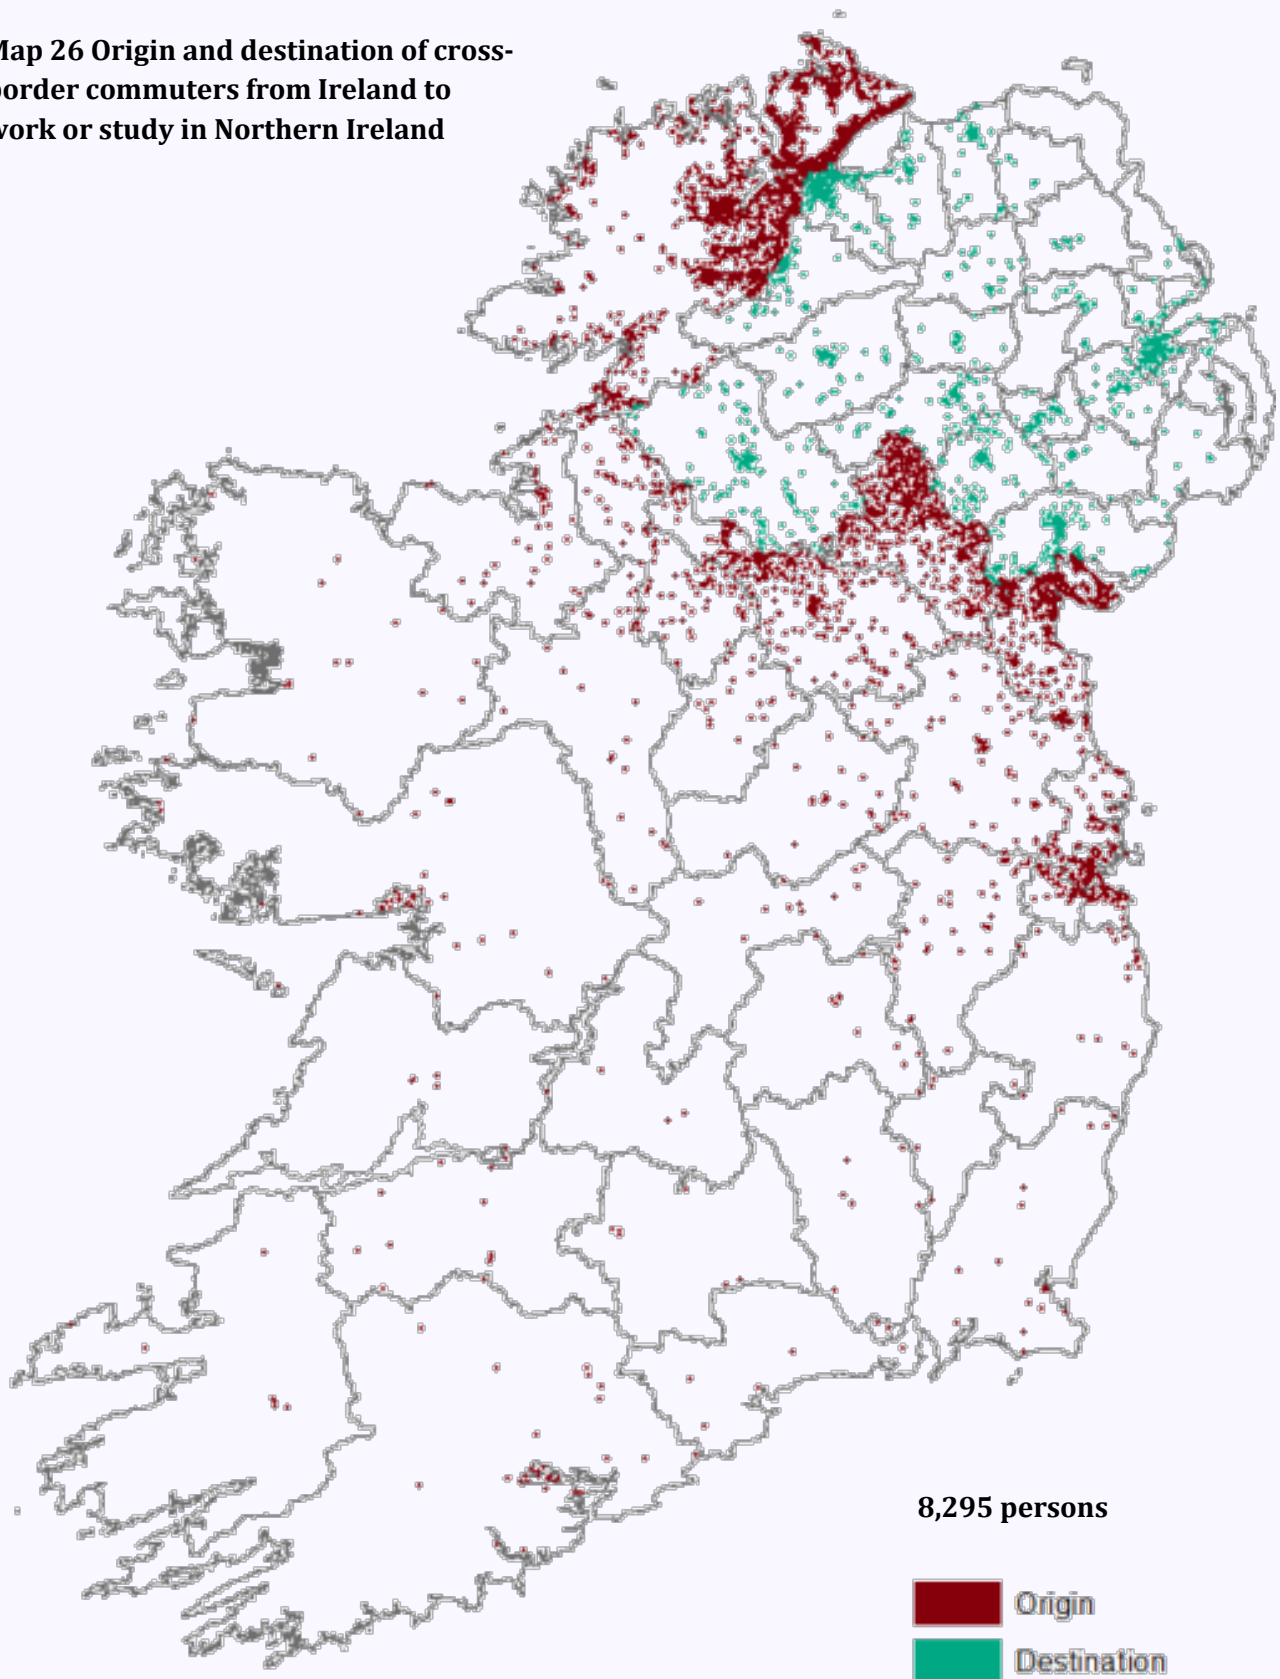 Map 26 Origin and destination of cross-
border commuters from Ireland to
work or study in Northern Ireland
8,295 persons
Origin
Destination